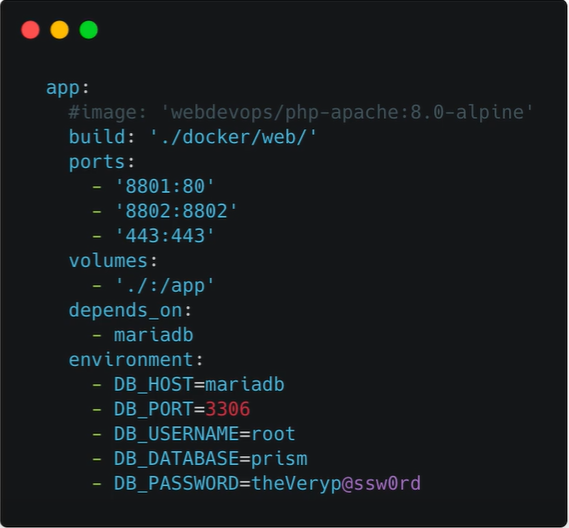 app:
#image: 'webdevops/php-apache:8.0-alpine'
build: './docker/web/'
ports:
- '8801:80'
- '8802:8802'
- '443:443'
volumes:
- './:/app'
depends_on:
- mariadb
environment:
- DB_HOST=mariadb
- DB_PORT=3306
- DB_USERNAME=root
- DB_DATABASE=prism
- DB_PASSWORD=theVeryp@ssw0rd